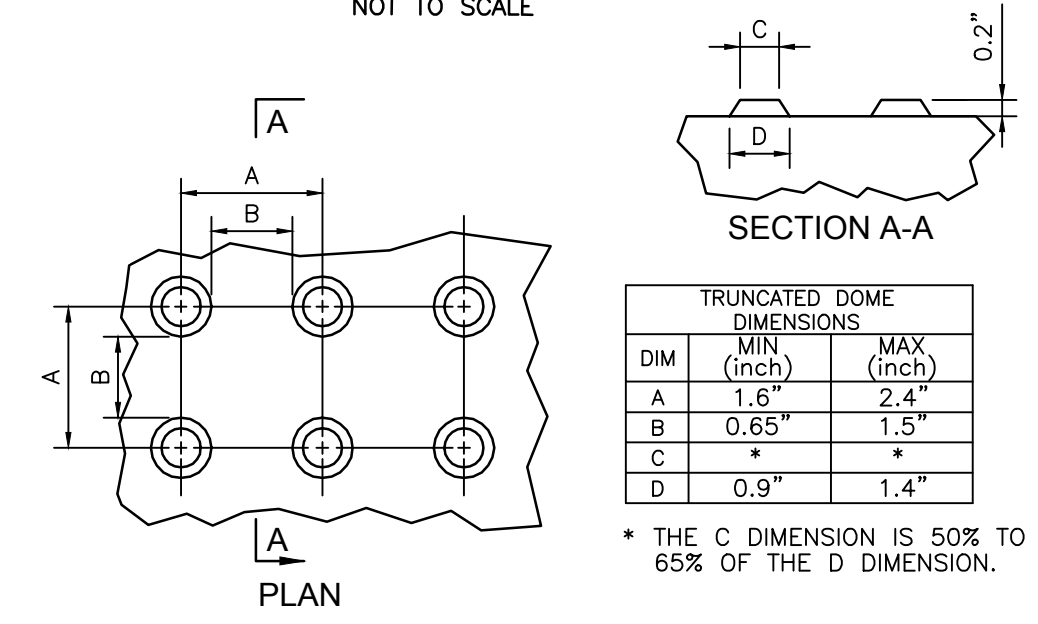 NOT TO SCALE
A
A
B
A
B
A
PLAN
C
0.2”
D
SECTION A-A
TRUNCATED DOME
DIMENSIONS
DIM MIN (inch) MAX (inch)
A 1.6” 2.4”
B 0.65” 1.5”
C * *
D 0.9” 1.4”
* THE C DIMENSION IS 50% TO
65% OF THE D DIMENSION.